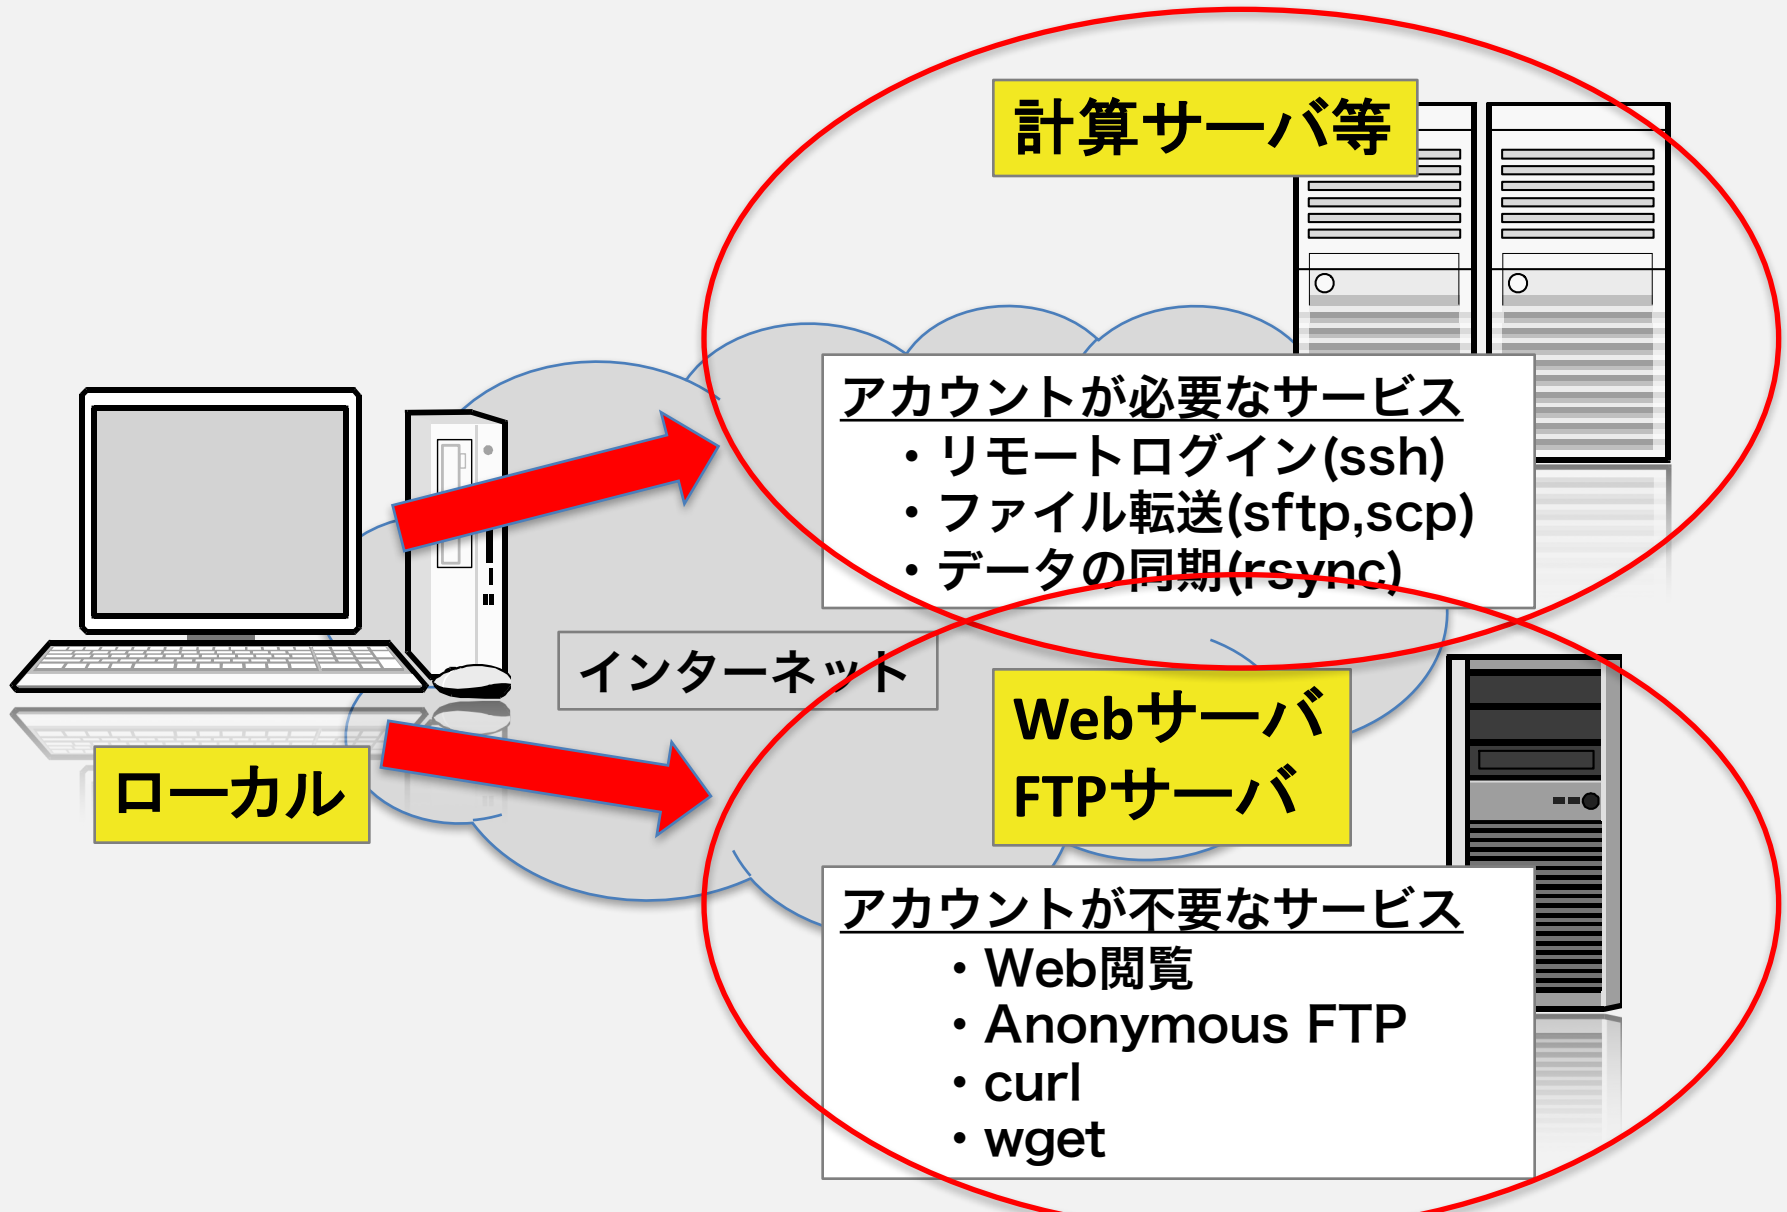 計算サーバ等
アカウントが必要なサービス
・リモートログイン(ssh)
・ファイル転送(sftp,scp)
・データの同期(rsync)
インターネット
ローカル
Webサーバ
FTPサーバ
アカウントが不要なサービス
・Web閲覧
・Anonymous FTP
・curl
・wget